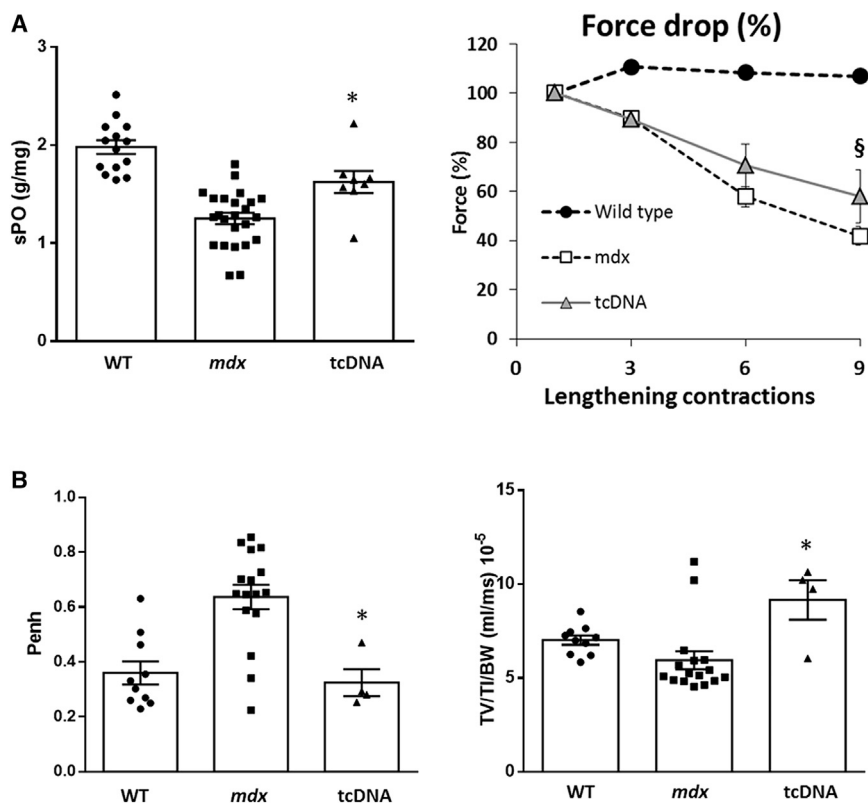 A
3
2
1
0
sPO (g/mg)
WT
mdx
tcDNA
*
Force drop (%)
120
100
80
60
40
20
0
Force (%)
Wild type
mdx
tcDNA
§
0
3
6
9
Lengthening contractions
B
1.0
0.8
0.6
0.4
0.2
0.0
Penh
WT
mdx
tcDNA
*
15
10
5
0
TV/TI/BW (ml/ms) 10-5
WT
mdx
tcDNA
*